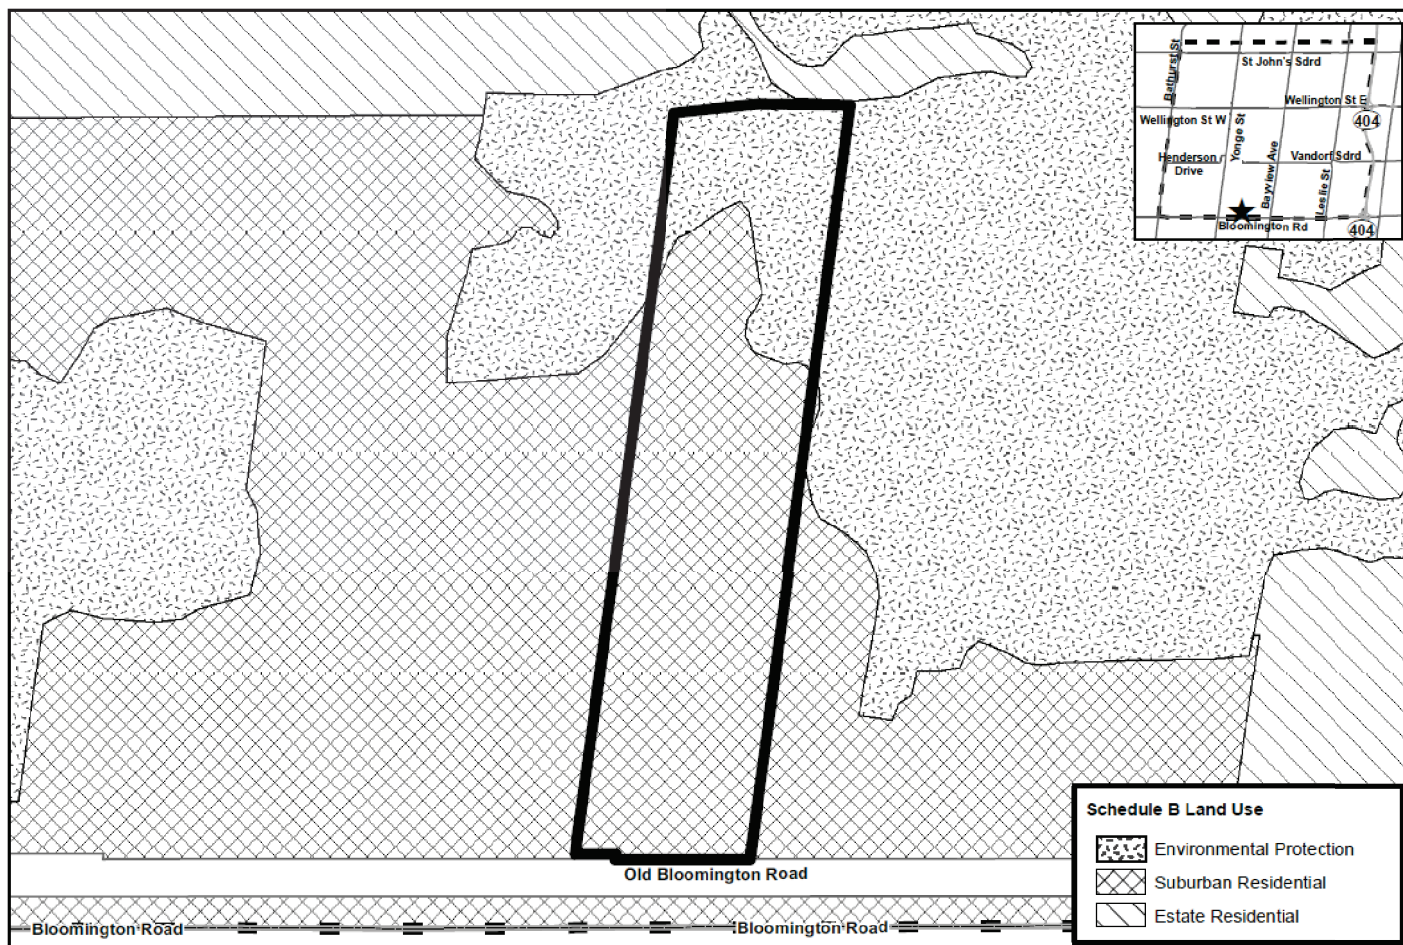 Bathurst St
St John's Sdrd
Wellington St E
Wellington St W
404
Yonge St
Bayview Ave
Henderson
Drive
Vandorf Sdrd
Leslie St
Bloomington Rd
404
Schedule B Land Use
Environmental Protection
Suburban Residential
Estate Residential
Old Bloomington Road
Bloomington Road
Bloomington Road